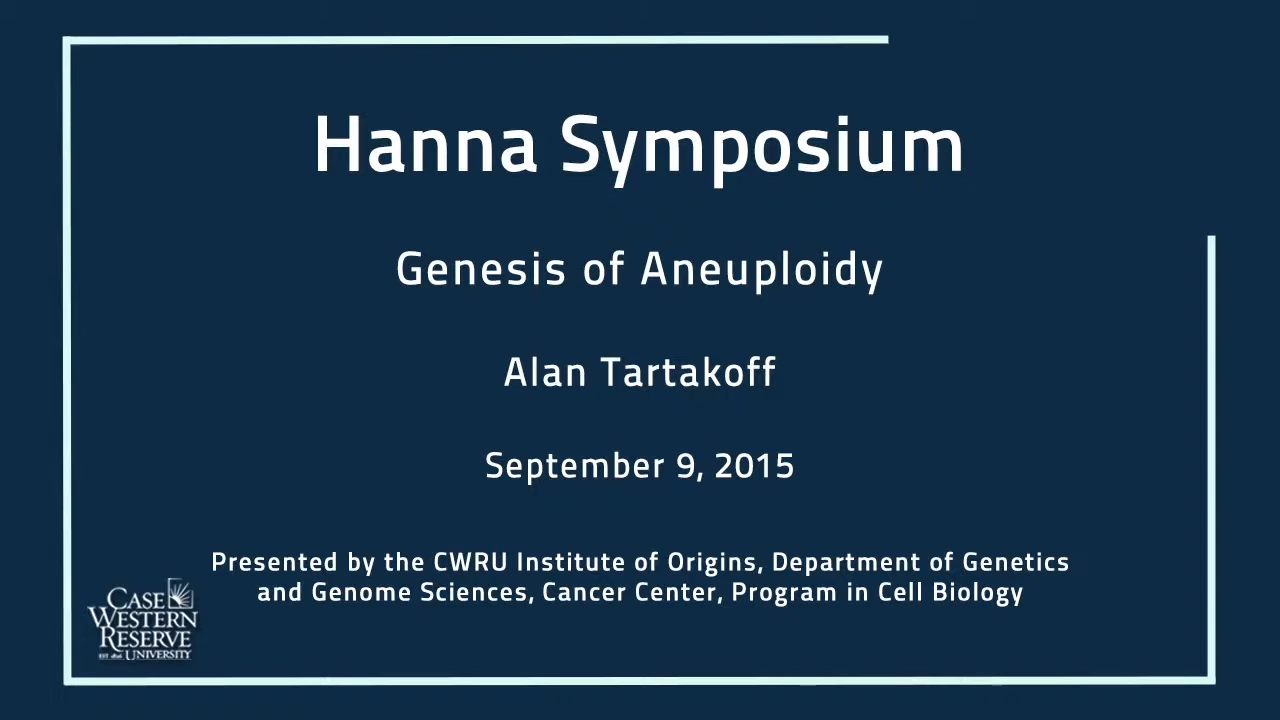 Hanna Symposium
Genesis of Aneuploidy
Alan Tartakoff
September 9, 2015
Presented by the CWRU Institute of Origins, Department of Genetics
and Genome Sciences, Cancer Center, Program in Cell Biology
CASE
WESTERN
RESERVE
UNIVERSITY